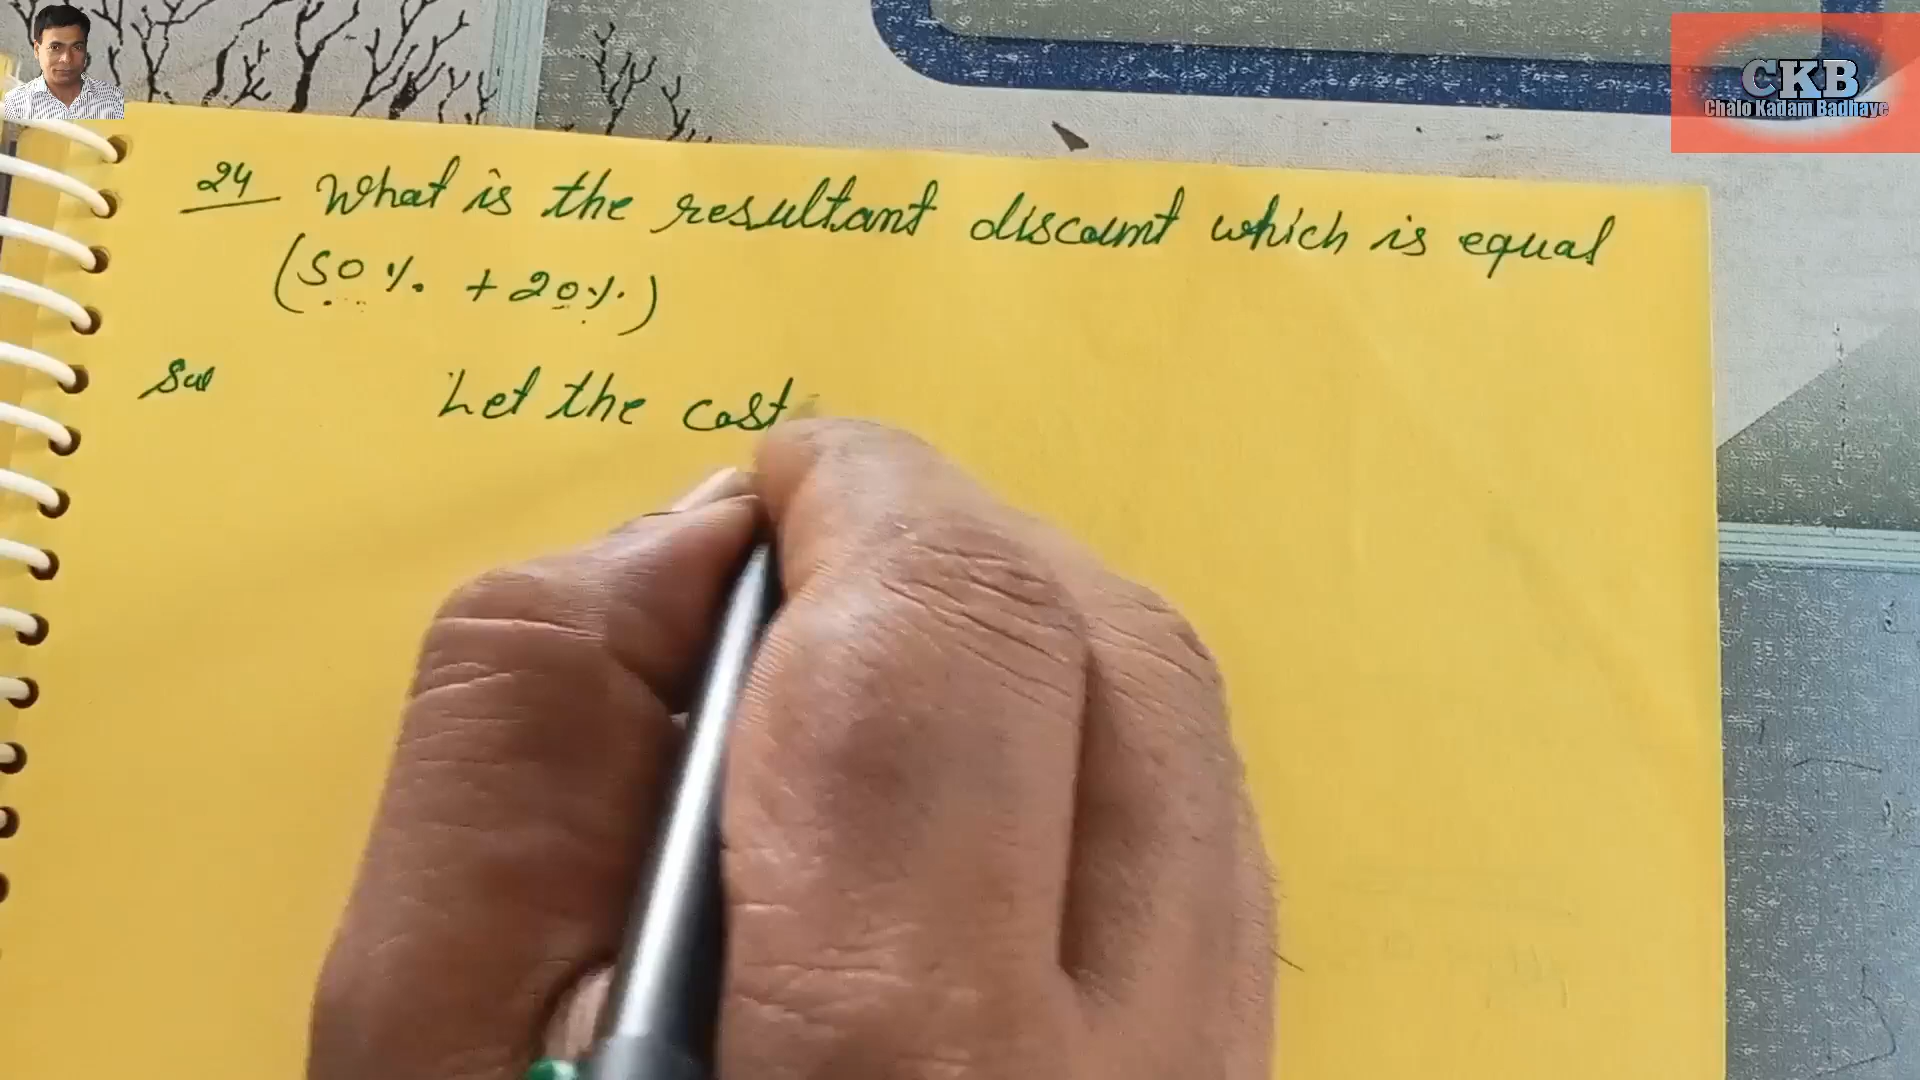 CKB
Chalo Kadam Badhaye
24 What is the resultant discount which is equal
(50% + 20%)
Sol Let the cost